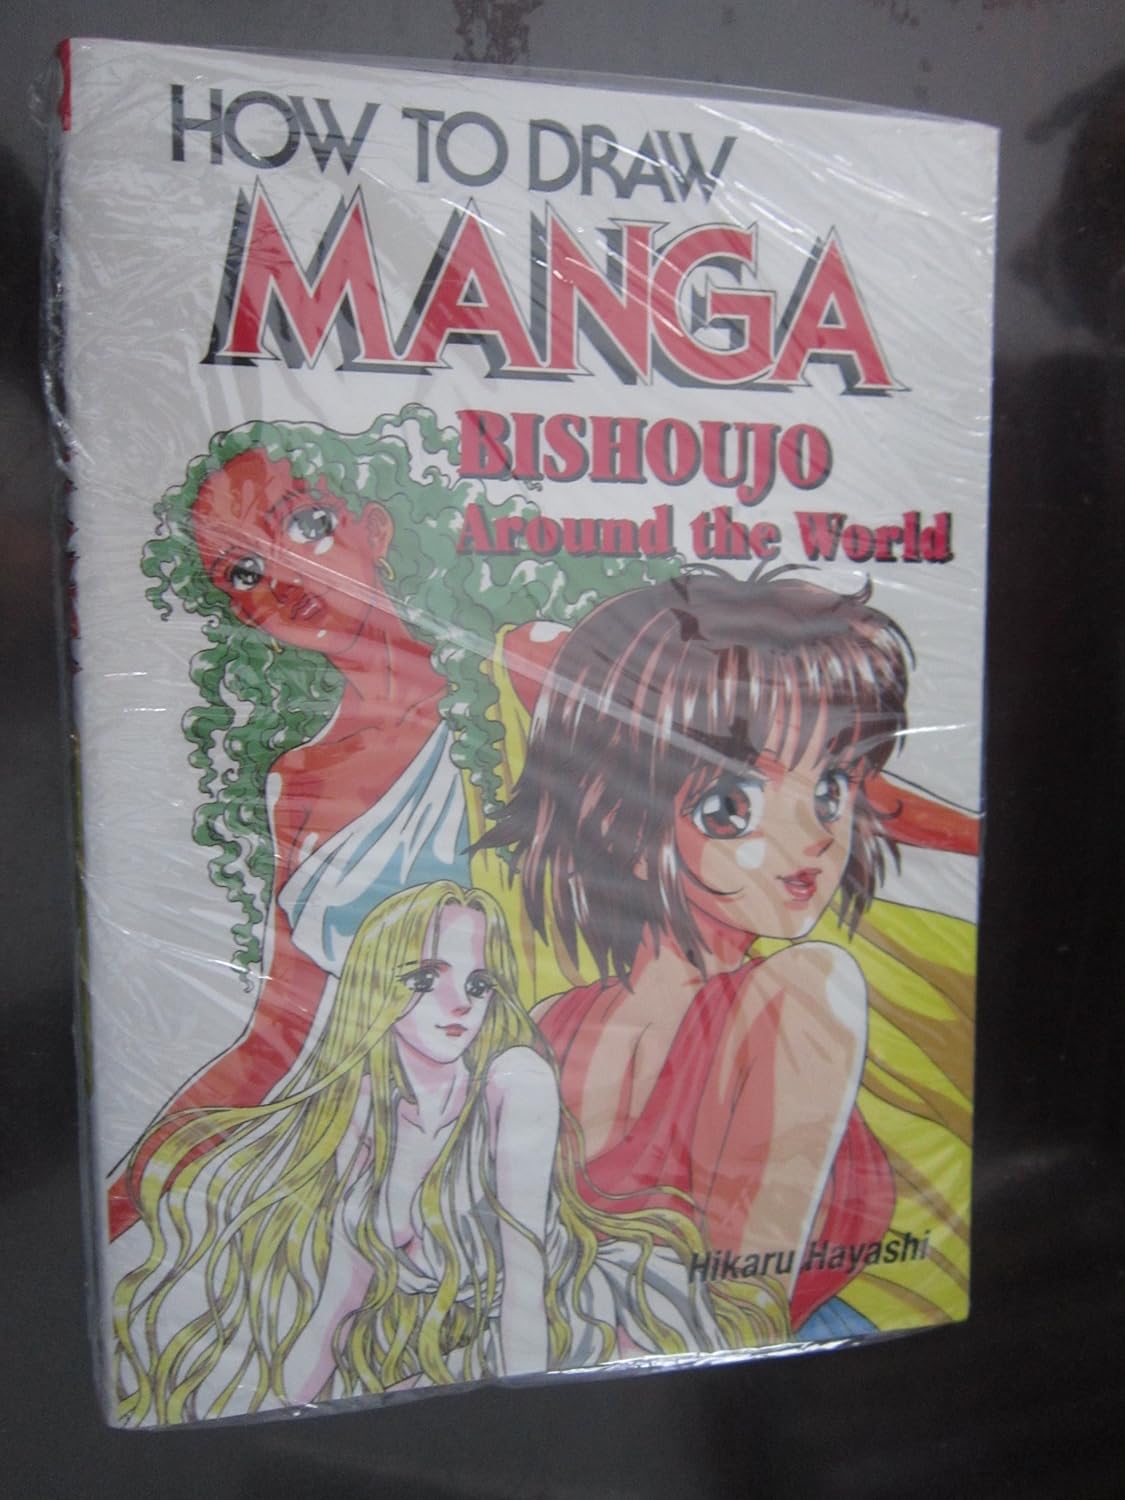 HOW TO DRAW
MANGA
BISHOUJO
Around the World
Hikaru Hayashi